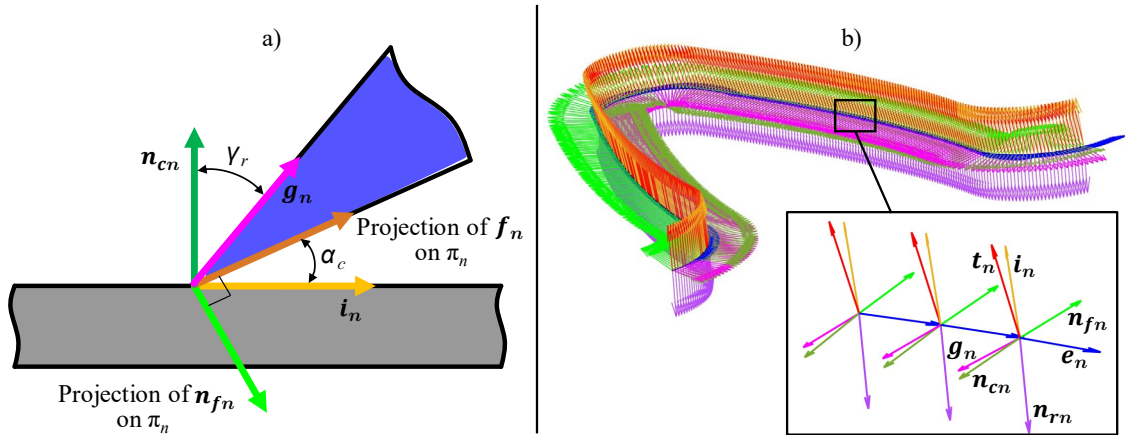 a)
n_cn
γ_r
g_n
Projection of f_n
on π_n
α_c
i_n
Projection of n_fn
on π_n
b)
t_n
i_n
n_fn
g_n
e_n
n_cn
n_rn